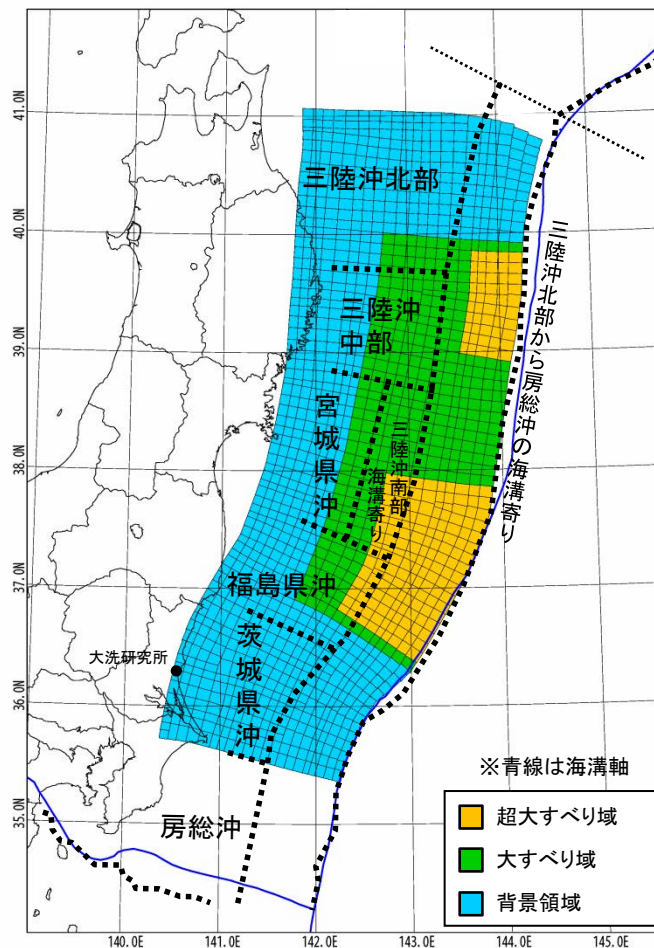 41.0N
40.0N
39.0N
38.0N
37.0N
36.0N
35.0N
三陸沖北部
三陸沖
中部
宮城県沖
三陸沖南部
海溝寄り
三陸沖北部から房総沖の海溝寄り
福島県沖
茨城県沖
大洗研究所
房総沖
※青線は海溝軸
超大すべり域
大すべり域
背景領域
140.0E
141.0E
142.0E
143.0E
144.0E
145.0E